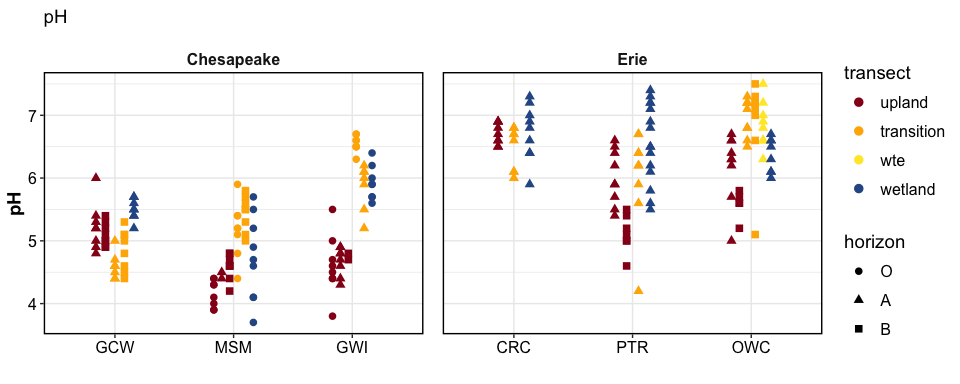 pH
Chesapeake
Erie
pH
7
6
5
4
GCW
MSM
GWI
CRC
PTR
OWC
transect
upland
transition
wte
wetland
horizon
O
A
B